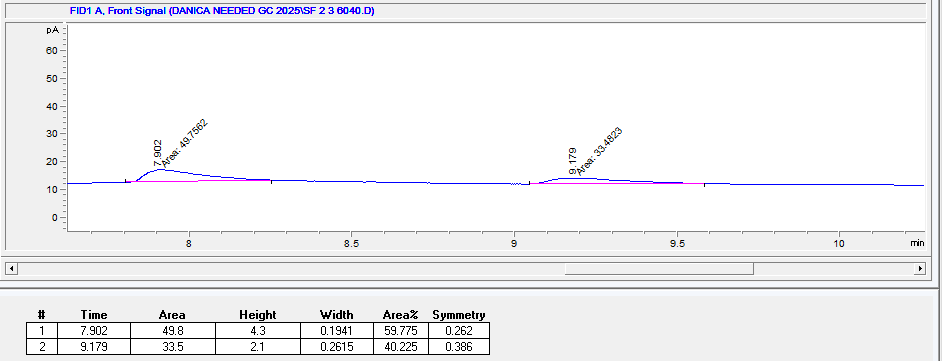 FID1 A, Front Signal (DANICA NEEDED GC 2025\SF 2 3 6040.D)
pA
60
50
40
30
20
10
0
7.902
Area: 49.7562
9.179
Area: 33.4823
8 8.5 9 9.5 10 min
# Time Area Height Width Area% Symmetry
1 7.902 49.8 4.3 0.1941 59.775 0.262
2 9.179 33.5 2.1 0.2615 40.225 0.386